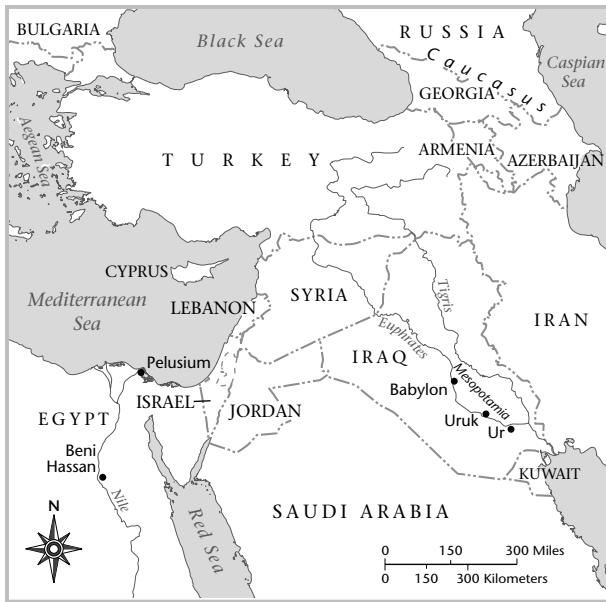 BULGARIA
Black Sea
RUSSIA
Caucasus
Caspian
Sea
GEORGIA
Aegean Sea
TURKEY
ARMENIA
AZERBAIJAN
CYPRUS
Mediterranean
Sea
LEBANON
SYRIA
Tigris
IRAN
Euphrates
IRAQ
Mesopotamia
Pelusium
Babylon
ISRAEL
JORDAN
Uruk
Ur
EGYPT
Beni
Hassan
KUWAIT
Nile
Red Sea
SAUDI ARABIA
N
0 150 300 Miles
0 150 300 Kilometers